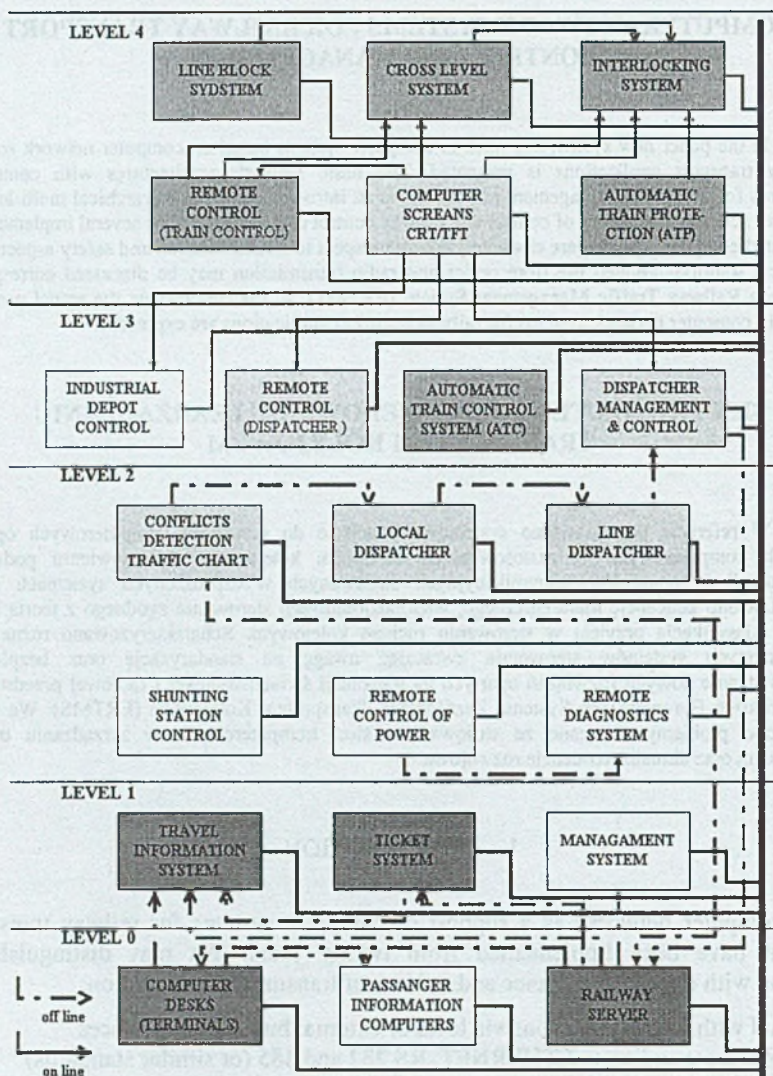 LEVEL 4
LINE BLOCK
SYDSTEM
CROSS LEVEL
SYSTEM
INTERLOCKING
SYSTEM
REMOTE
CONTROL
(TRAIN CONTROL)
COMPUTER
SCREANS
AUTOMATIC
TRAIN PROTE-
CTION (ATP)
LEVEL 3
INDUSTRIAL
DEPOT
CONTROL
REMOTE
CONTROL
(DISPATCHER)
AUTOMATIC
TRAIN CONTROL
SYSTEM (ATC)
DISPATCHER
MANAGEMENT
& CONTROL
LEVEL 2
CONFLICTS
DETECTION
TRAFFIC CHART
LOCAL
DISPATCHER
LINE
DISPATCHER
SHUNTING
STATION
CONTROL
REMOTE
CONTROL OF
POWER
REMOTE
DIAGNOSTICS
SYSTEM
LEVEL 1
TRAVEL
INFORMATION
SYSTEM
TICKET
SYSTEM
MANAGAMENT
SYSTEM
LEVEL 0
COMPUTER
DESKS
(TERMINALS)
PASSANGER
INFORMATION
COMPUTERS
RAILWAY
SERVER
off line
on line